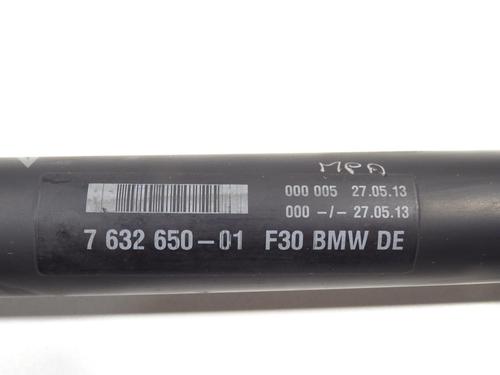 MPA
000 005 27.05.13
000 -/- 27.05.13
7 632 650-01 F30 BMW DE